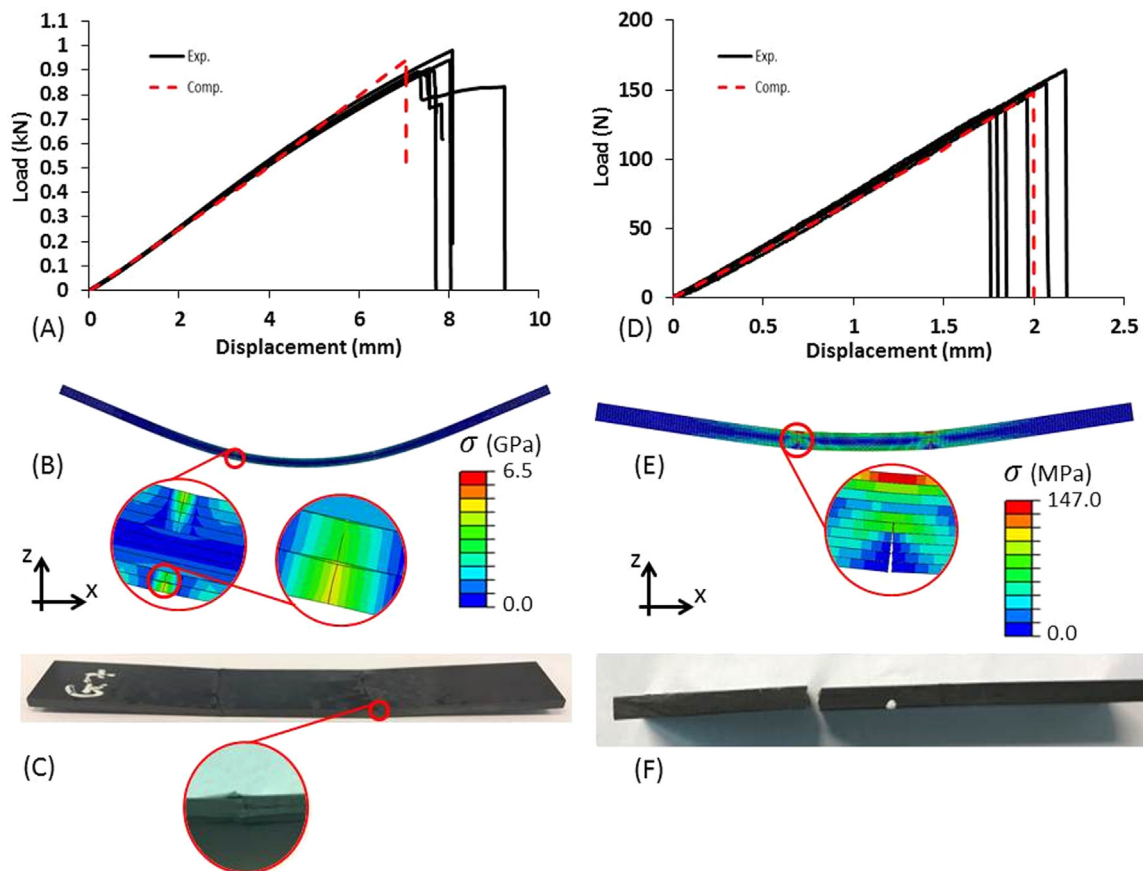 1.1
1
0.9
0.8
0.7
0.6
0.5
0.4
0.3
0.2
0.1
0
Load (kN)
Exp.
Comp.
0 2 4 6 8 10
Displacement (mm)
(A)
200
150
100
50
0
Load (N)
Exp.
Comp.
0 0.5 1 1.5 2 2.5
Displacement (mm)
(D)
(B)
σ (GPa)
6.5
0.0
z
x
(E)
σ (MPa)
147.0
0.0
z
x
(C)
(F)